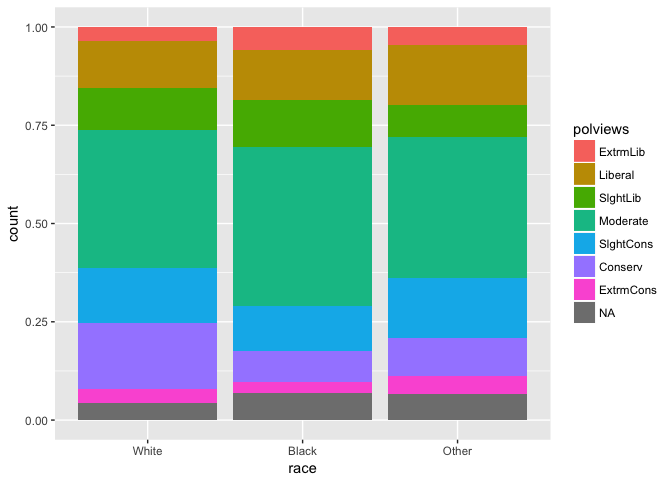 1.00
0.75
0.50
0.25
0.00
count
White Black Other
race
polviews
ExtrmLib
Liberal
SlghtLib
Moderate
SlghtCons
Conserv
ExtrmCons
NA